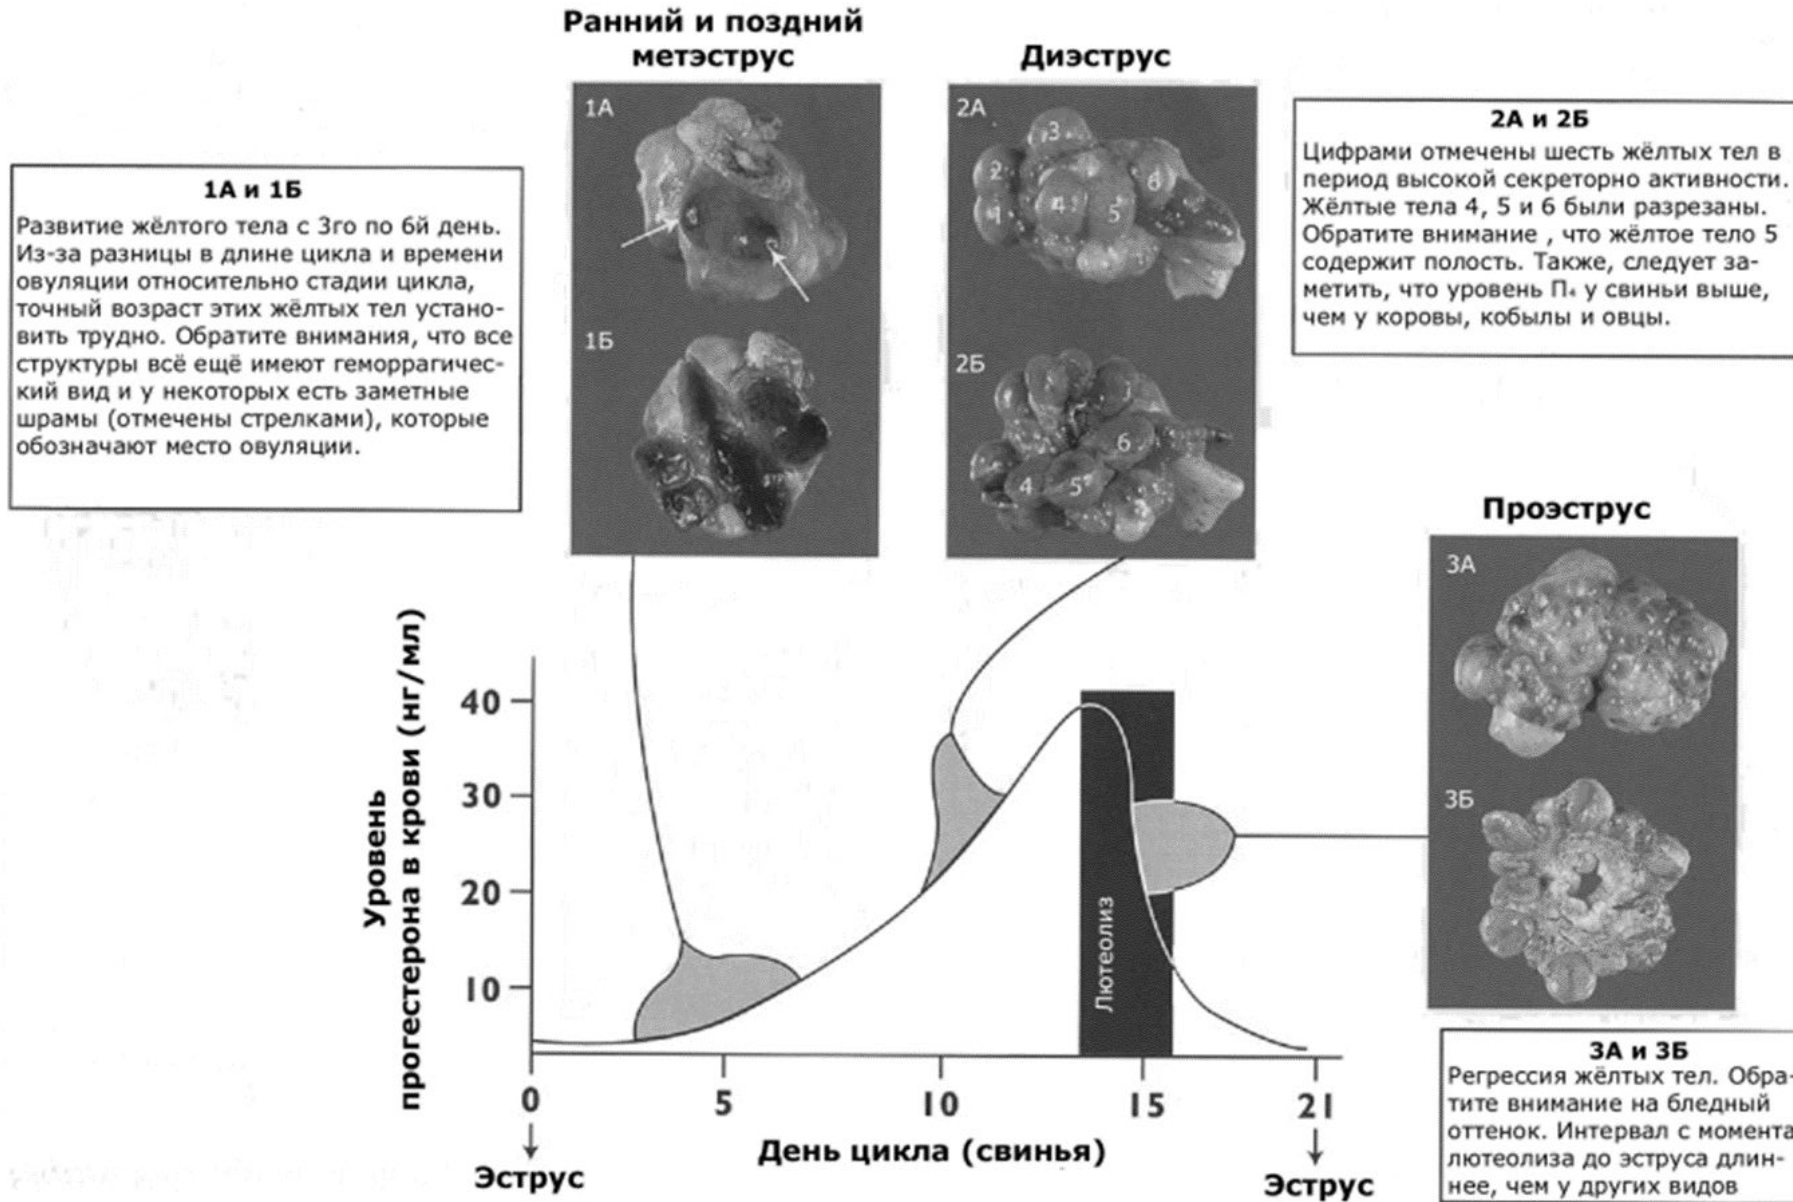 Ранний и поздний
метэструс
Диэструс
1А
1Б
2А
3
2
1
4
5
6
2Б
6
4
5
1А и 1Б
Развитие жёлтого тела с 3го по 6й день.
Из-за разницы в длине цикла и времени
овуляции относительно стадии цикла,
точный возраст этих жёлтых тел устано-
вить трудно. Обратите внимания, что все
структуры всё ещё имеют геморрагичес-
кий вид и у некоторых есть заметные
шрамы (отмечены стрелками), которые
обозначают место овуляции.
2А и 2Б
Цифрами отмечены шесть жёлтых тел в
период высокой секреторно активности.
Жёлтые тела 4, 5 и 6 были разрезаны.
Обратите внимание , что жёлтое тело 5
содержит полость. Также, следует за-
метить, что уровень П₄ у свиньи выше,
чем у коровы, кобылы и овцы.
Проэструс
3А
3Б
3А и 3Б
Регрессия жёлтых тел. Обра-
тите внимание на бледный
оттенок. Интервал с момента
лютеолиза до эструса длин-
нее, чем у других видов
Уровень
прогестерона в крови (нг/мл)
40
30
20
10
Лютеолиз
0
5
10
15
21
Эструс
День цикла (свинья)
Эструс